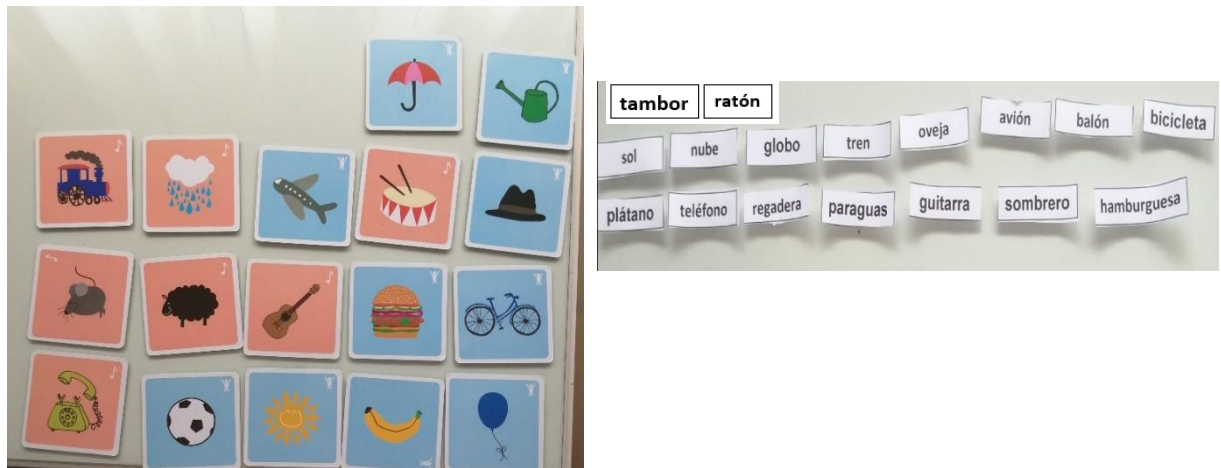 tambor ratón
sol nube globo tren oveja avión balón bicicleta
plátano teléfono regadera paraguas guitarra sombrero hamburguesa